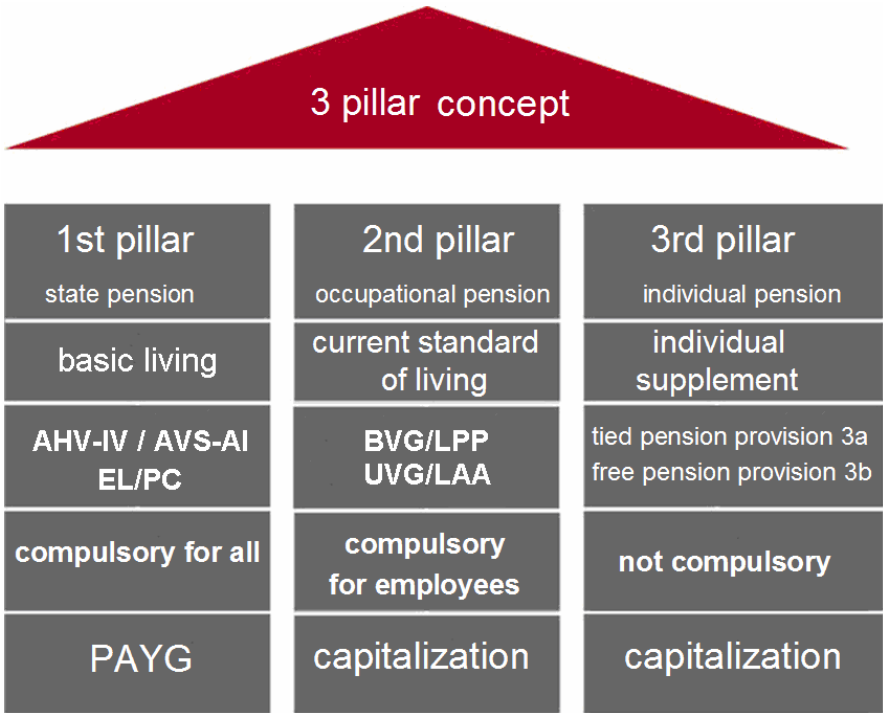 3 pillar concept
1st pillar
state pension
basic living
AHV-IV / AVS-AI
EL/PC
compulsory for all
PAYG
2nd pillar
occupational pension
current standard
of living
BVG/LPP
UVG/LAA
compulsory
for employees
capitalization
3rd pillar
individual pension
individual
supplement
tied pension provision 3a
free pension provision 3b
not compulsory
capitalization